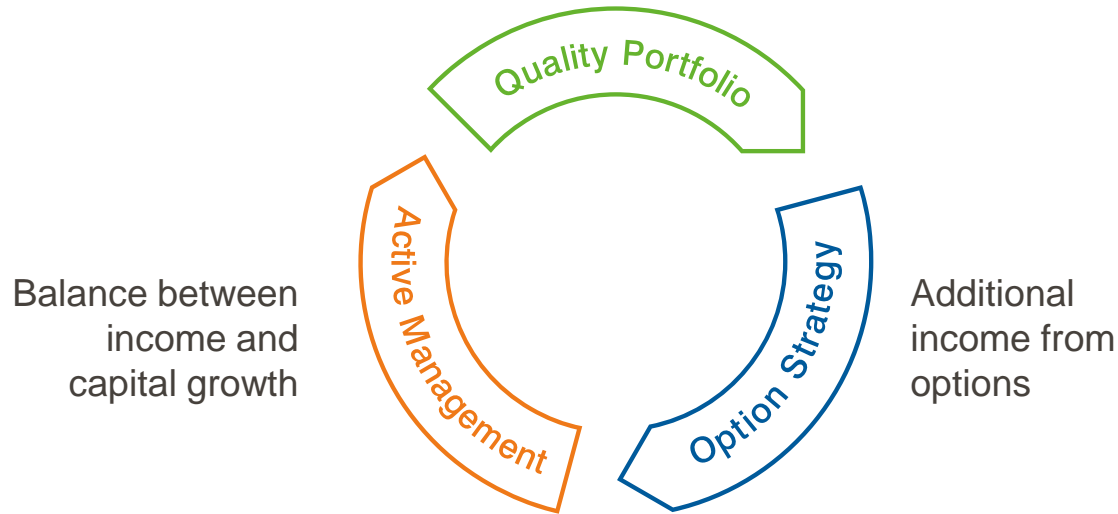 Quality Portfolio
Active Management
Option Strategy
Balance between
income and
capital growth
Additional
income from
options